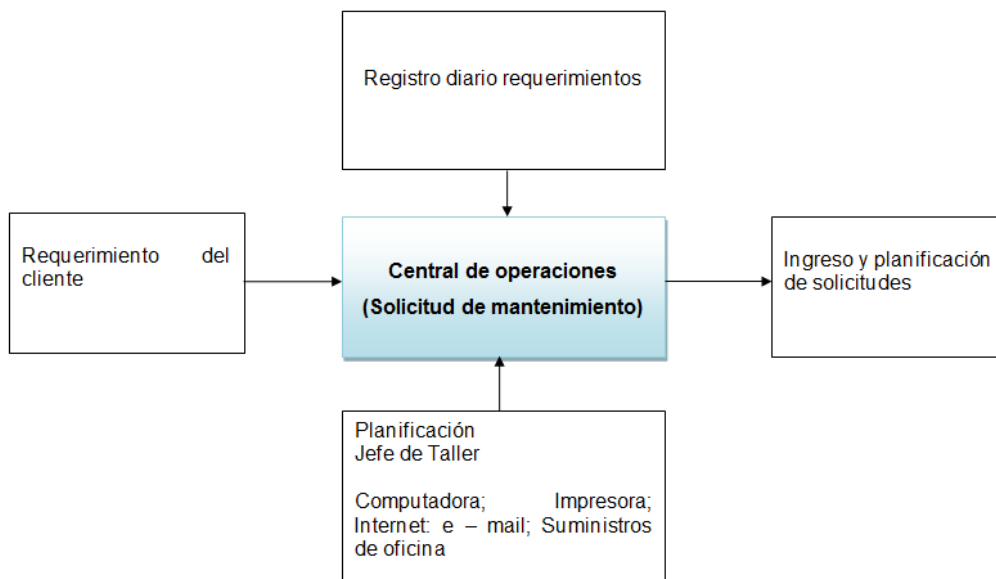 Registro diario requerimientos
Requerimiento del
cliente
Central de operaciones
(Solicitud de mantenimiento)
Ingreso y planificación
de solicitudes
Planificación
Jefe de Taller
Computadora; Impresora;
Internet: e – mail; Suministros
de oficina